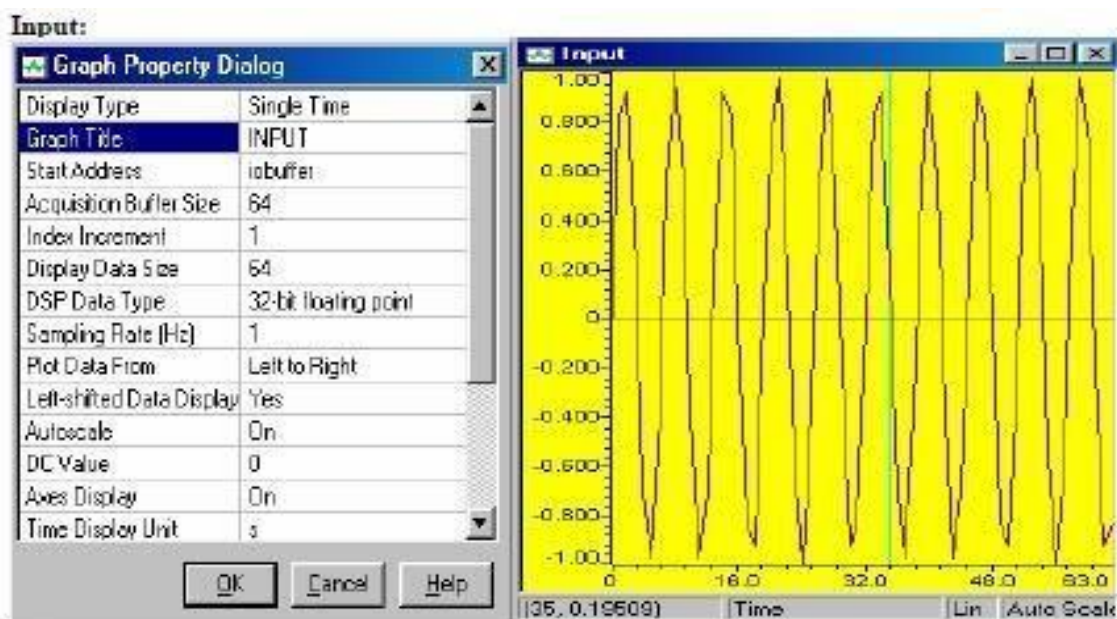 Input:
Graph Property Dialog
Display Type Single Time
Graph Title INPUT
Start Address iobuffer
Acquisition Buffer Size 64
Index Increment 1
Display Data Size 64
DSP Data Type 32-bit floating point
Sampling Rate (Hz) 1
Plot Data From Left to Right
Left-shifted Data Display Yes
Autoscale On
DC Value 0
Axes Display On
Time Display Unit s
OK Cancel Help
Input
1.00
0.800
0.600
0.400
0.200
0
-0.200
-0.400
-0.600
-0.800
-1.00
0 16.0 32.0 48.0 63.0
(35, 0.19509) Time Lin Auto Scale